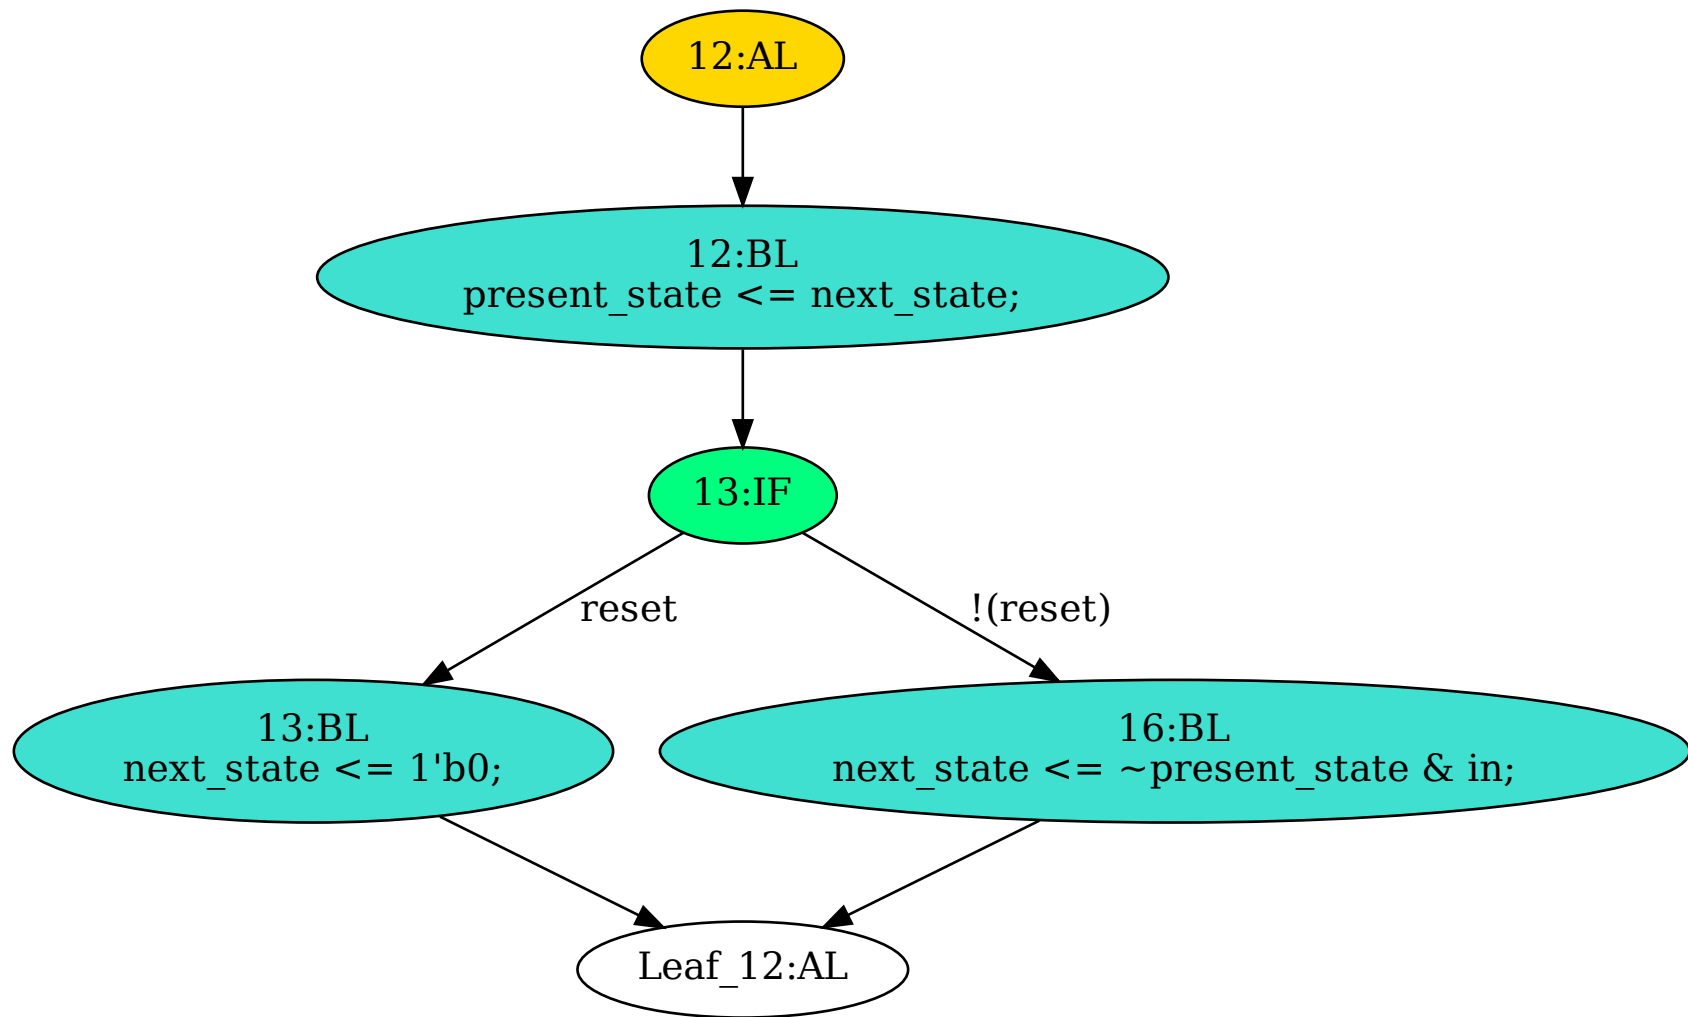 12:AL
12:BL
present_state <= next_state;
13:IF
reset
!(reset)
13:BL
next_state <= 1'b0;
16:BL
next_state <= ~present_state & in;
Leaf_12:AL